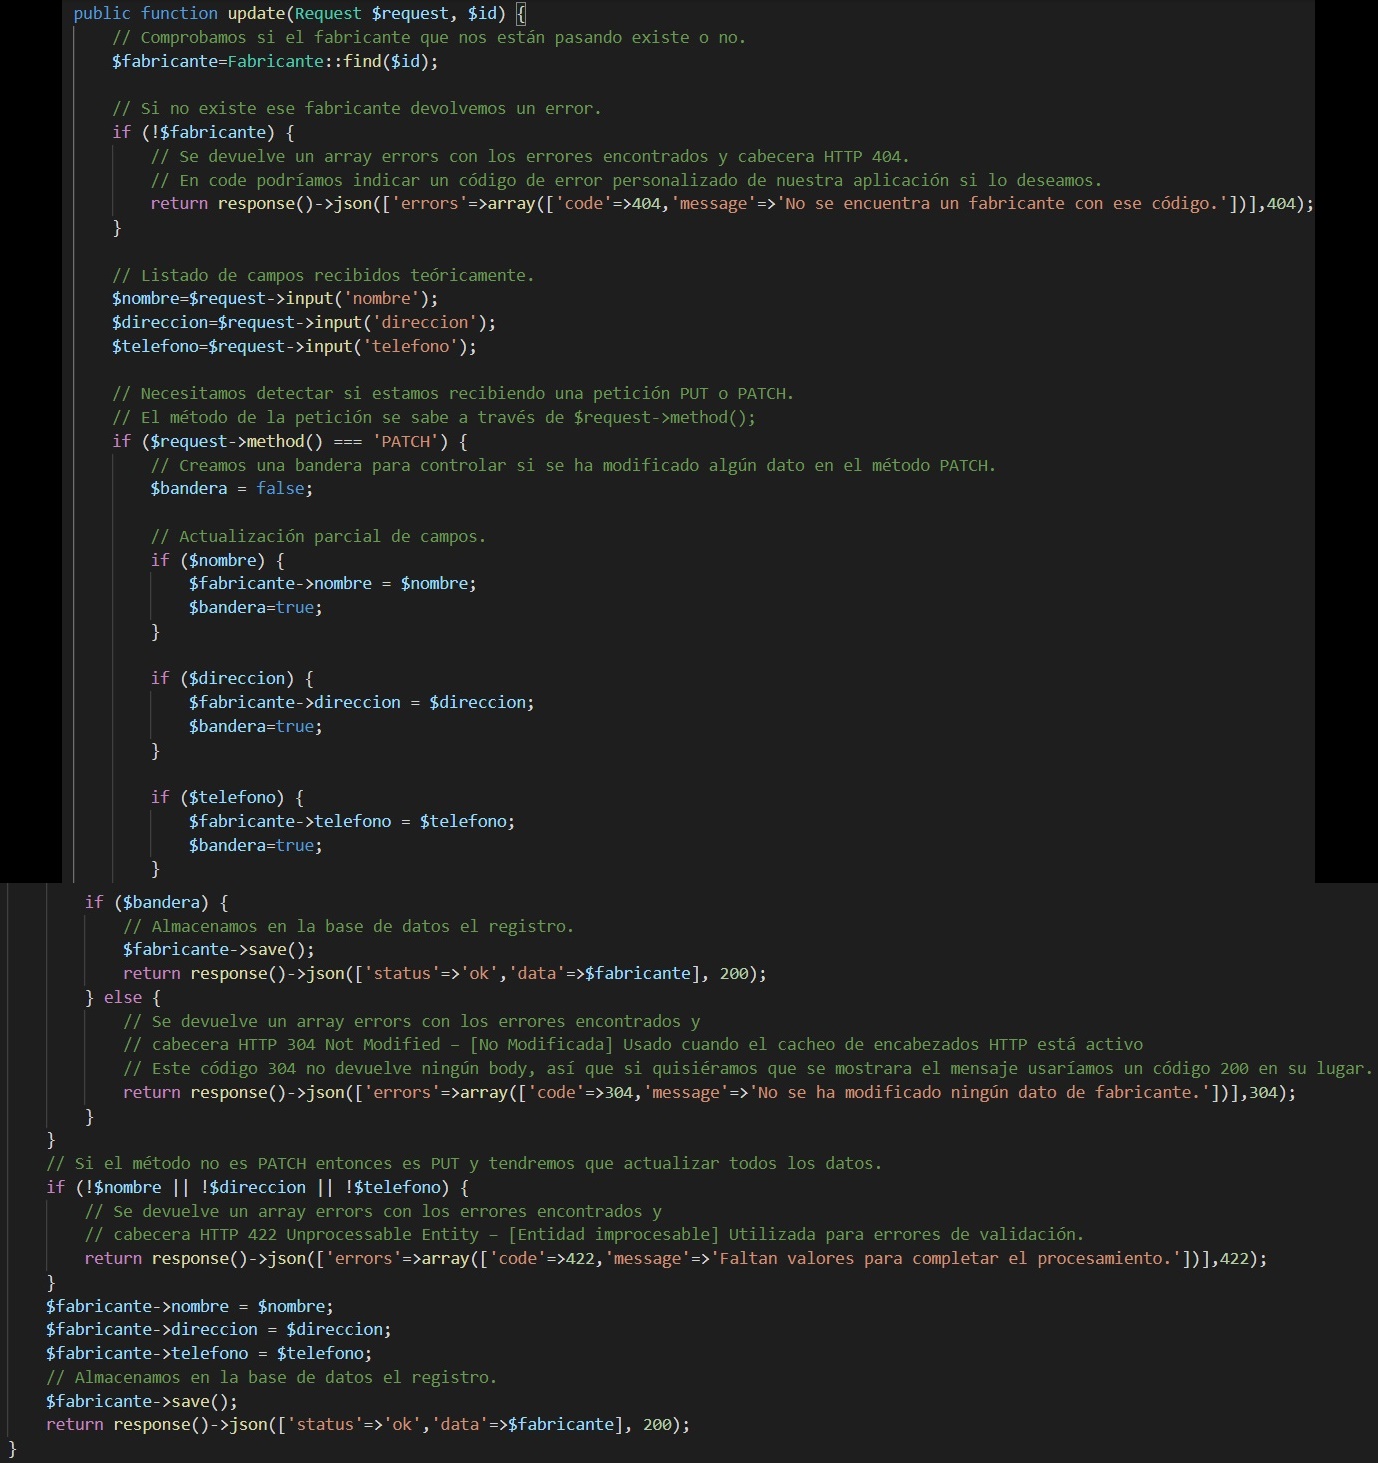 public function update(Request $request, $id) {
// Comprobamos si el fabricante que nos están pasando existe o no.
$fabricante=Fabricante::find($id);
// Si no existe ese fabricante devolvemos un error.
if (!$fabricante) {
// Se devuelve un array errors con los errores encontrados y cabecera HTTP 404.
// En code podríamos indicar un código de error personalizado de nuestra aplicación si lo deseamos.
return response()->json(['errors'=>array(['code'=>404,'message'=>'No se encuentra un fabricante con ese código.'])],404);
}
// Listado de campos recibidos teóricamente.
$nombre=$request->input('nombre');
$direccion=$request->input('direccion');
$telefono=$request->input('telefono');
// Necesitamos detectar si estamos recibiendo una petición PUT o PATCH.
// El método de la petición se sabe a través de $request->method();
if ($request->method() === 'PATCH') {
// Creamos una bandera para controlar si se ha modificado algún dato en el método PATCH.
$bandera = false;
// Actualización parcial de campos.
if ($nombre) {
$fabricante->nombre = $nombre;
$bandera=true;
}
if ($direccion) {
$fabricante->direccion = $direccion;
$bandera=true;
}
if ($telefono) {
$fabricante->telefono = $telefono;
$bandera=true;
}
if ($bandera) {
// Almacenamos en la base de datos el registro.
$fabricante->save();
return response()->json(['status'=>'ok','data'=>$fabricante], 200);
} else {
// Se devuelve un array errors con los errores encontrados y
// cabecera HTTP 304 Not Modified – [No Modificada] Usado cuando el cacheo de encabezados HTTP está activo
// Este código 304 no devuelve ningún body, así que si quisiéramos que se mostrara el mensaje usaríamos un código 200 en su lugar.
return response()->json(['errors'=>array(['code'=>304,'message'=>'No se ha modificado ningún dato de fabricante.'])],304);
}
}
// Si el método no es PATCH entonces es PUT y tendremos que actualizar todos los datos.
if (!$nombre || !$direccion || !$telefono) {
// Se devuelve un array errors con los errores encontrados y
// cabecera HTTP 422 Unprocessable Entity – [Entidad improcesable] Utilizada para errores de validación.
return response()->json(['errors'=>array(['code'=>422,'message'=>'Faltan valores para completar el procesamiento.'])],422);
}
$fabricante->nombre = $nombre;
$fabricante->direccion = $direccion;
$fabricante->telefono = $telefono;
// Almacenamos en la base de datos el registro.
$fabricante->save();
return response()->json(['status'=>'ok','data'=>$fabricante], 200);
}